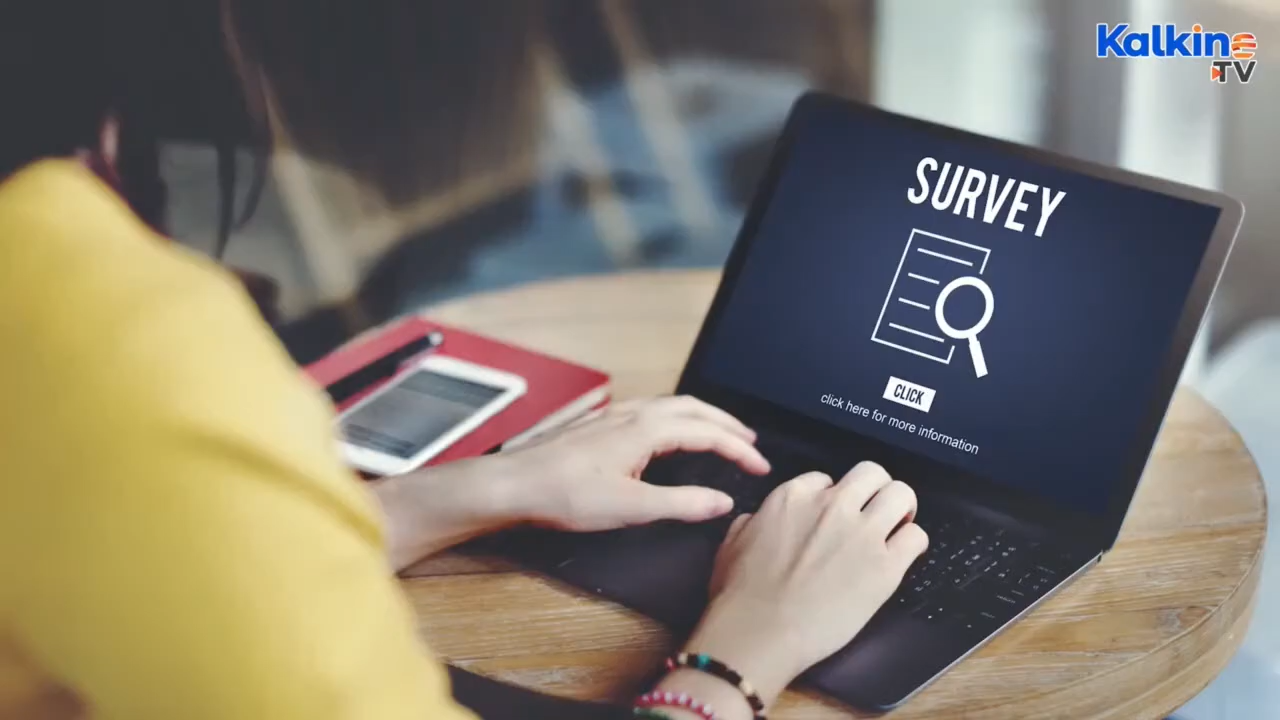 Kalkine
TV
SURVEY
CLICK
click here for more information